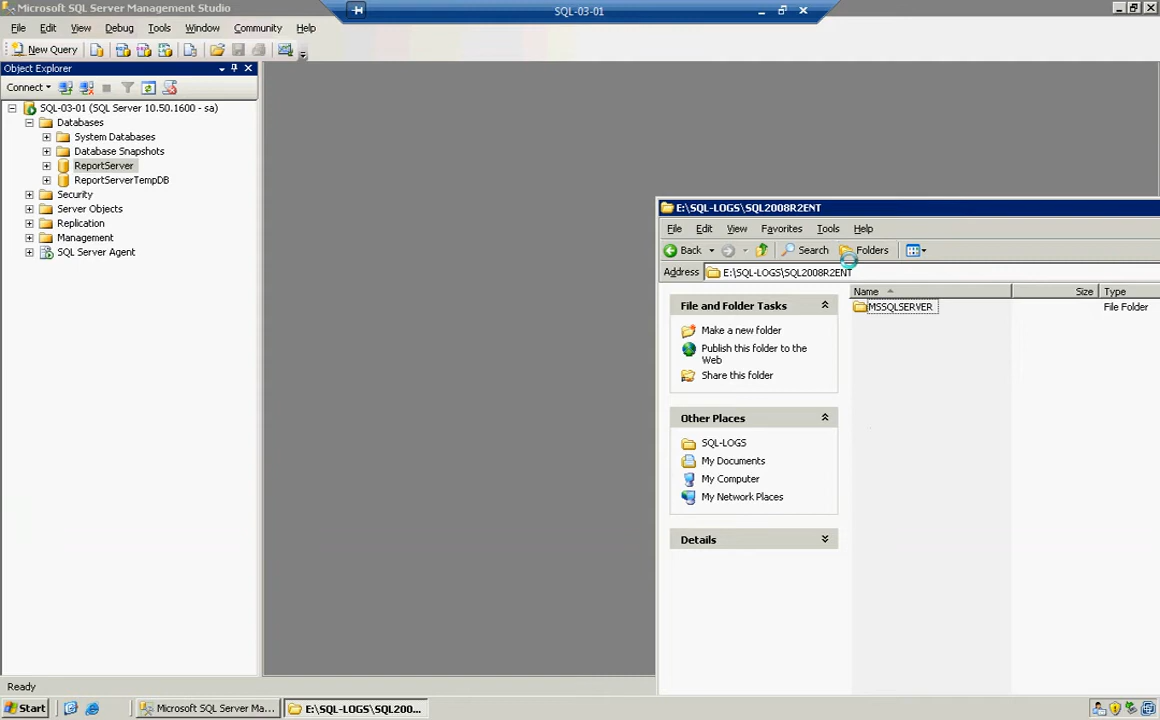 Microsoft SQL Server Management Studio
SQL-03-01
File Edit View Debug Tools Window Community Help
New Query
Object Explorer
Connect
SQL-03-01 (SQL Server 10.50.1600 - sa)
Databases
System Databases
Database Snapshots
ReportServer
ReportServerTempDB
Security
Server Objects
Replication
Management
SQL Server Agent
E:\SQL-LOGS\SQL2008R2ENT
File Edit View Favorites Tools Help
Back Search Folders
Address E:\SQL-LOGS\SQL2008R2ENT
Name Size Type
MSSQLSERVER File Folder
File and Folder Tasks
Make a new folder
Publish this folder to the
Web
Share this folder
Other Places
SQL-LOGS
My Documents
My Computer
My Network Places
Details
Ready
Start Microsoft SQL Server Ma... E:\SQL-LOGS\SQL200...